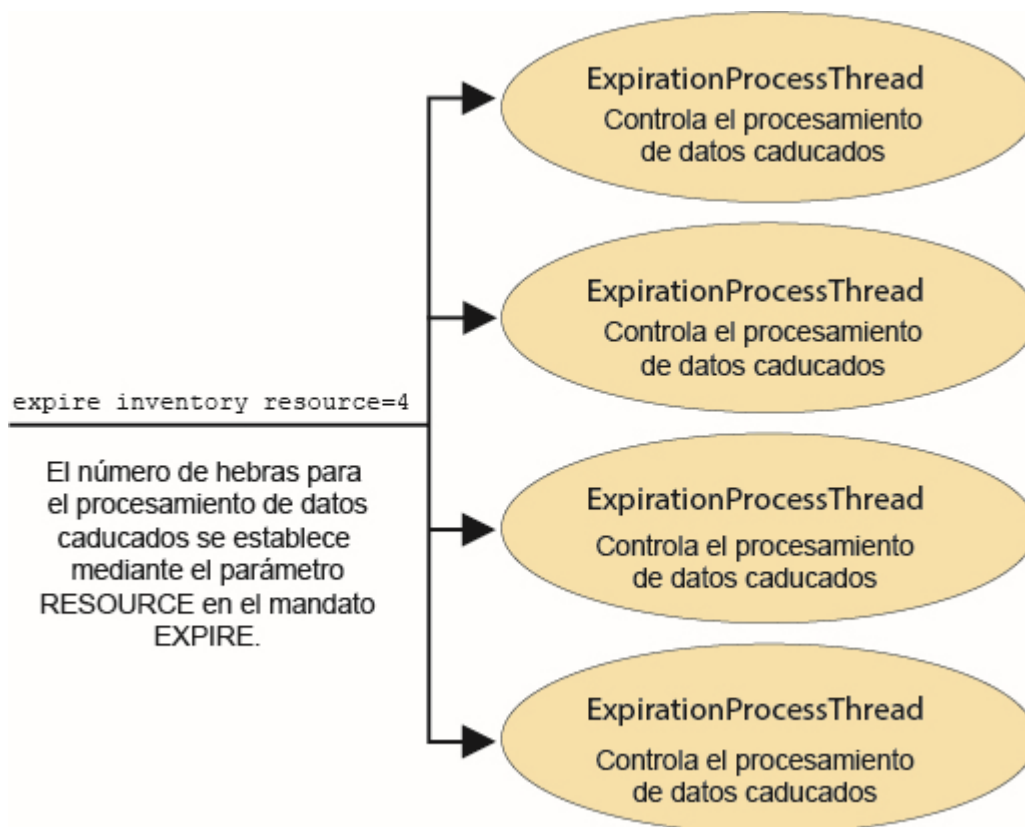 ExpirationProcessThread
Controla el procesamiento
de datos caducados
ExpirationProcessThread
Controla el procesamiento
de datos caducados
expire inventory resource=4
El número de hebras para
el procesamiento de datos
caducados se establece
mediante el parámetro
RESOURCE en el mandato
EXPIRE.
ExpirationProcessThread
Controla el procesamiento
de datos caducados
ExpirationProcessThread
Controla el procesamiento
de datos caducados